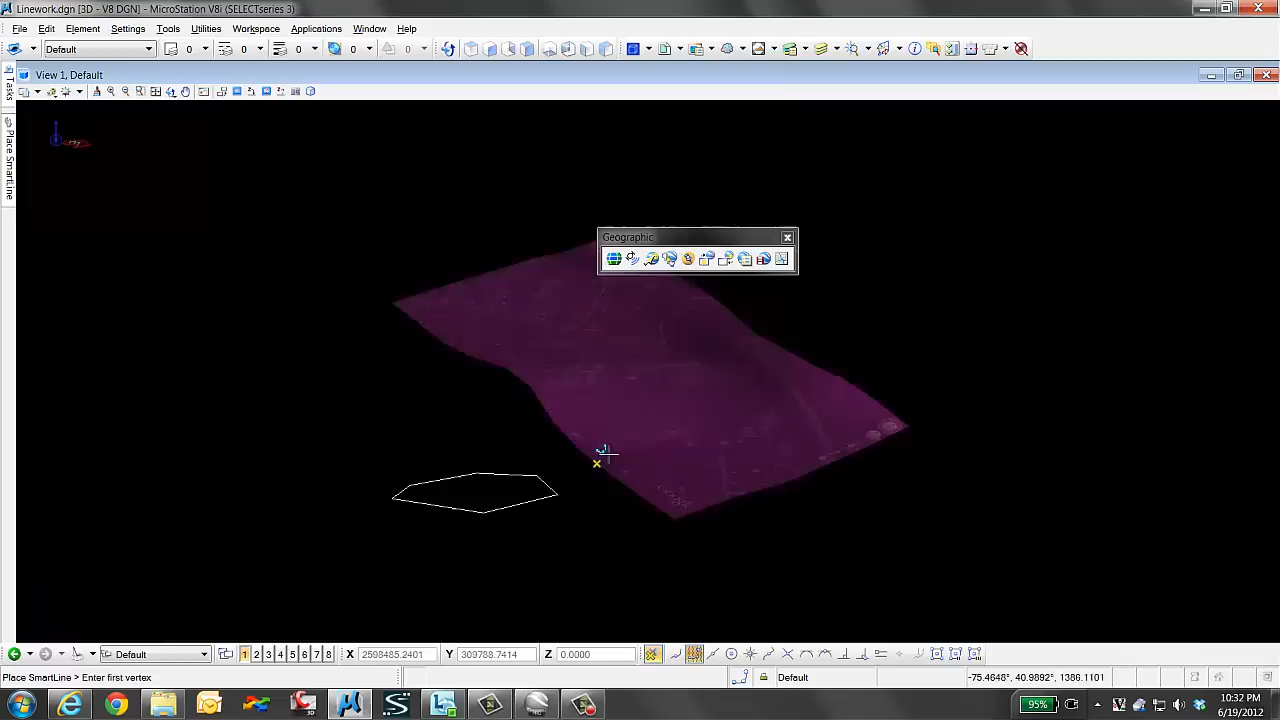 Linework.dgn [3D - V8 DGN] - MicroStation V8i (SELECTseries 3)
File Edit Element Settings Tools Utilities Workspace Applications Window Help
Default 0 0 0 0 0
View 1, Default
Tasks
Place SmartLine
Geographic
Google
Default 1 2 3 4 5 6 7 8 X 2598485.2401 Y 309788.7414 Z 0.0000
Place SmartLine > Enter first vertex Default -75.4648°, 40.9892°, 1386.1101
95% 10:32 PM
6/19/2012